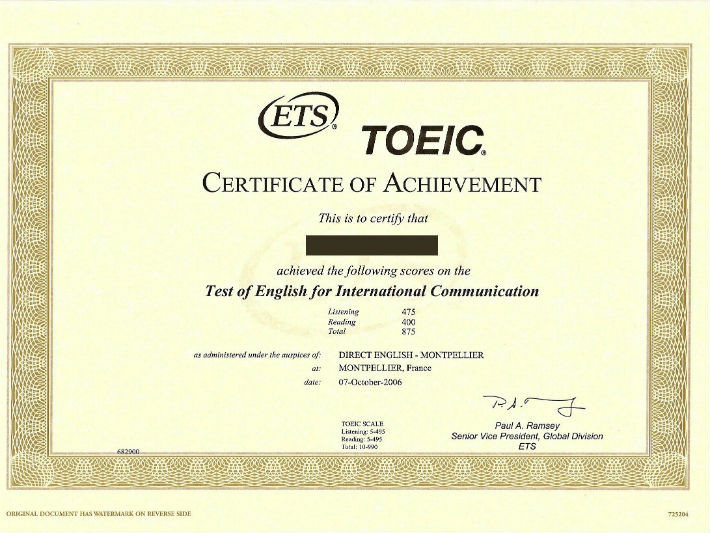 ETS®
TOEIC®
CERTIFICATE OF ACHIEVEMENT
This is to certify that
achieved the following scores on the
Test of English for International Communication
Listening 475
Reading 400
Total 875
as administered under the auspices of: DIRECT ENGLISH - MONTPELLIER
at: MONTPELLIER, France
date: 07-October-2006
TOEIC SCALE
Listening: 5-495
Reading: 5-495
Total: 10-990
Paul A. Ramsey
Senior Vice President, Global Division
ETS
682900
ORIGINAL DOCUMENT HAS WATERMARK ON REVERSE SIDE
725204